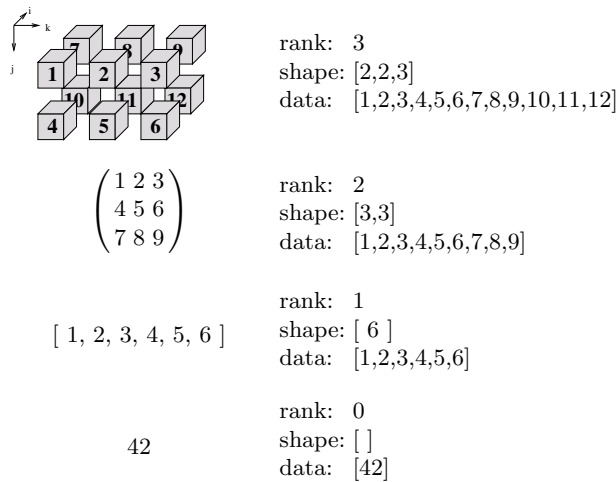 i
k
j
7 8 9
1 2 3
10 11 12
4 5 6
rank: 3
shape: [2,2,3]
data: [1,2,3,4,5,6,7,8,9,10,11,12]
1 2 3
4 5 6
7 8 9
rank: 2
shape: [3,3]
data: [1,2,3,4,5,6,7,8,9]
[ 1, 2, 3, 4, 5, 6 ]
rank: 1
shape: [ 6 ]
data: [1,2,3,4,5,6]
42
rank: 0
shape: [ ]
data: [42]